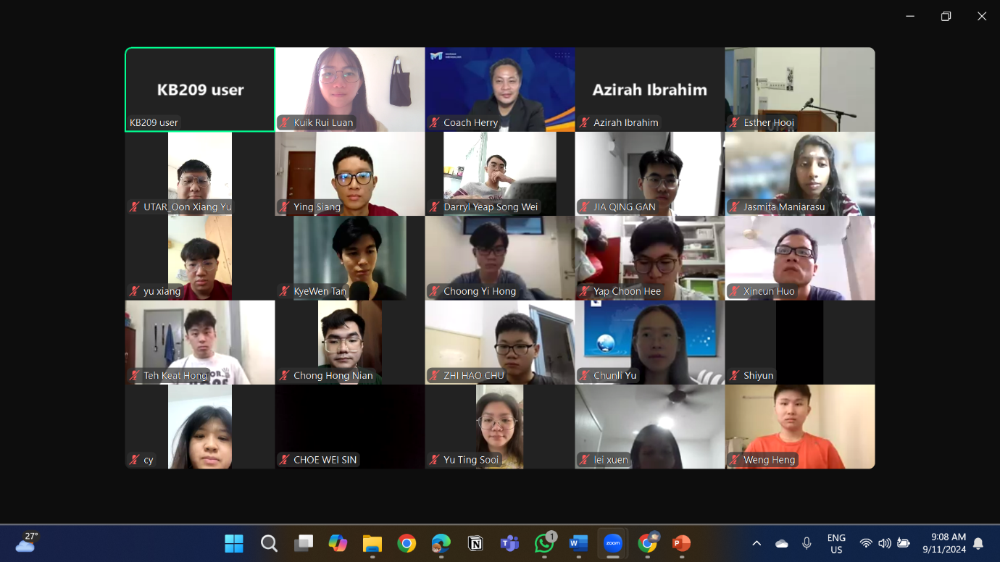 KB209 user
KB209 user
Kuik Rui Luan
Coach Herry
Azirah Ibrahim
Azirah Ibrahim
Esther Hooi
UTAR_Oon Xiang Yu
Ying Siang
Darryl Yeap Song Wei
JIA QING GAN
Jasmita Maniarasu
yu xiang
KyeWen Tan
Choong Yi Hong
Yap Choon Hee
Xincun Huo
Teh Keat Hong
Chong Hong Nian
ZHI HAO CHU
Chunli Yu
Shiyun
cy
CHOE WEI SIN
Yu Ting Sooi
lei xuen
Weng Heng
27°
1
zoom
ENG
US
9:08 AM
9/11/2024